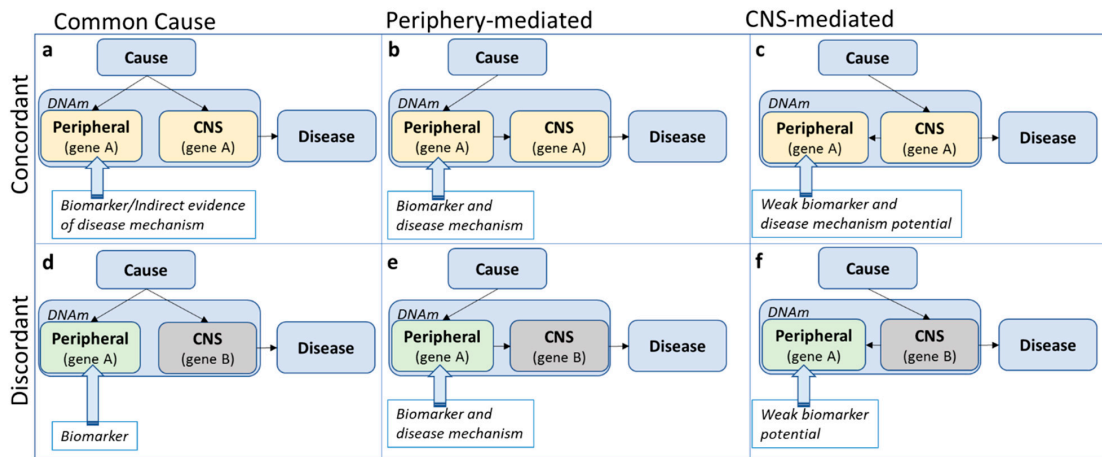 Common Cause
Periphery-mediated
CNS-mediated
Concordant
a
Cause
DNAm
Peripheral
(gene A)
CNS
(gene A)
Disease
Biomarker/Indirect evidence
of disease mechanism
b
Cause
DNAm
Peripheral
(gene A)
CNS
(gene A)
Disease
Biomarker and
disease mechanism
c
Cause
DNAm
Peripheral
(gene A)
CNS
(gene A)
Disease
Weak biomarker and
disease mechanism potential
Discordant
d
Cause
DNAm
Peripheral
(gene A)
CNS
(gene B)
Disease
Biomarker
e
Cause
DNAm
Peripheral
(gene A)
CNS
(gene B)
Disease
Biomarker and
disease mechanism
f
Cause
DNAm
Peripheral
(gene A)
CNS
(gene B)
Disease
Weak biomarker
potential